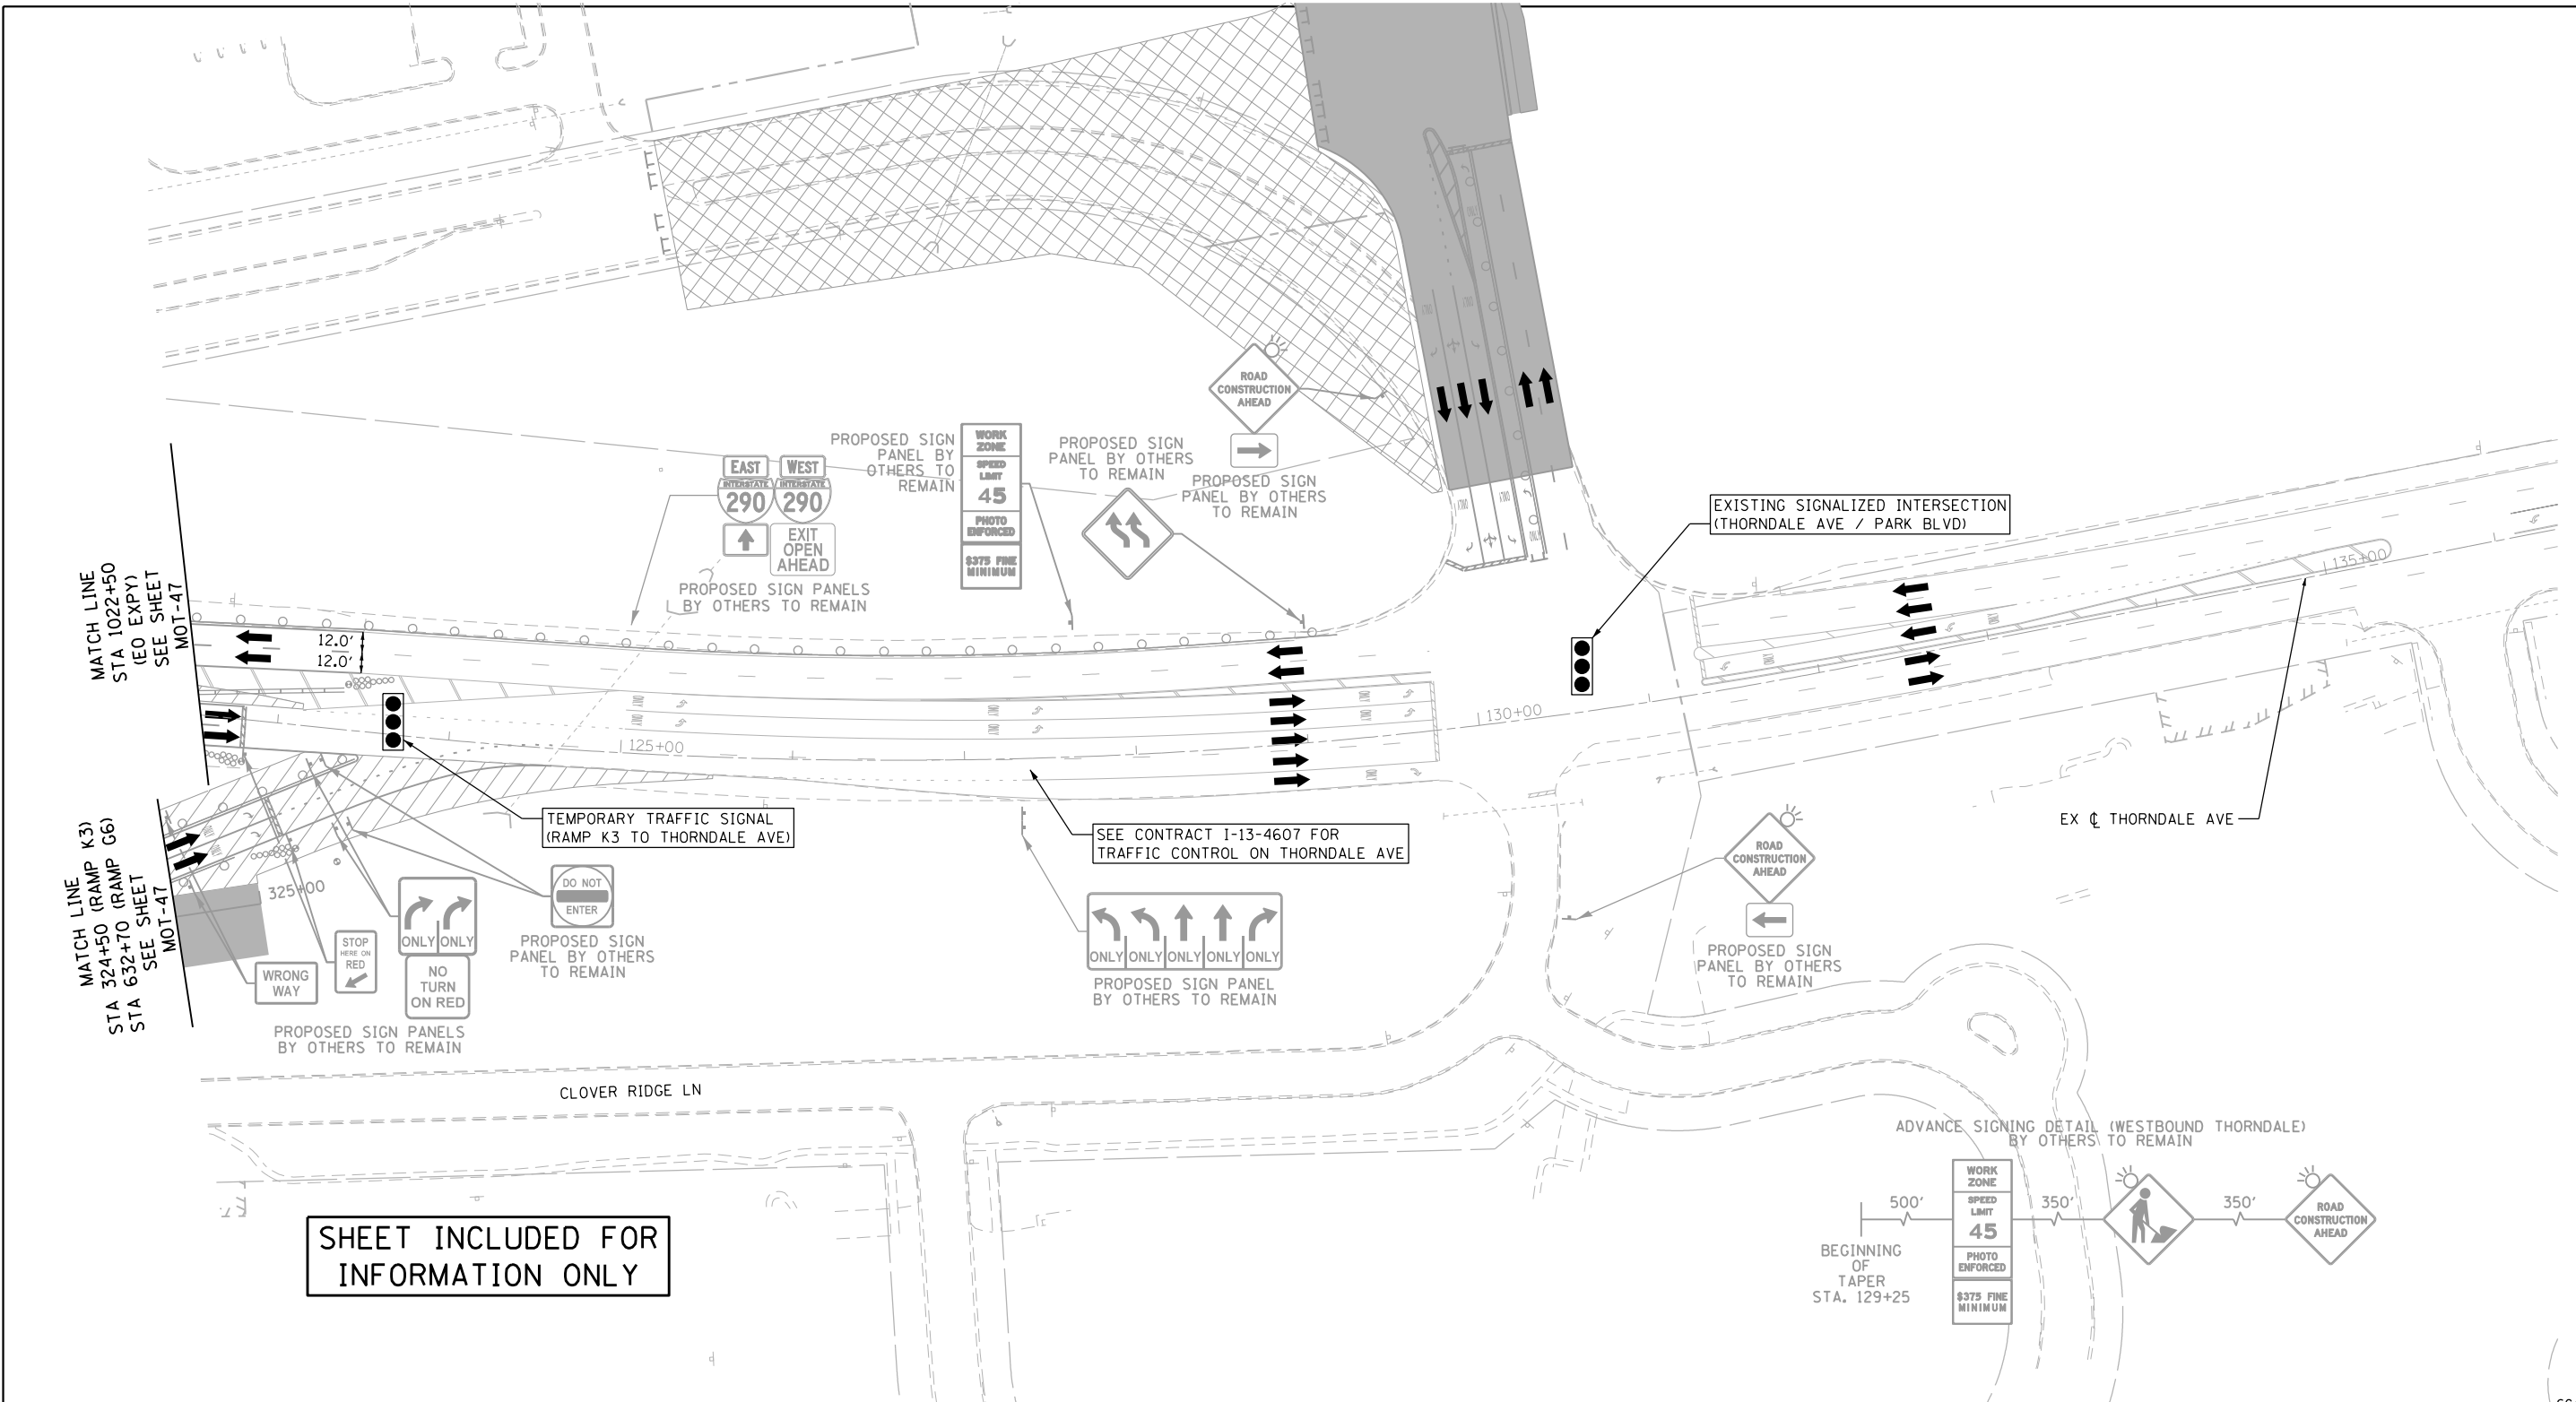 ROAD
CONSTRUCTION
AHEAD
PROPOSED SIGN
PANEL BY OTHERS
TO REMAIN
PROPOSED SIGN
PANEL BY
OTHERS TO
REMAIN
WORK
ZONE
SPEED
LIMIT
45
PHOTO
ENFORCED
$375 FINE
MINIMUM
PROPOSED SIGN
PANEL BY OTHERS
TO REMAIN
EAST
WEST
INTERSTATE
290
INTERSTATE
290
EXIT
OPEN
AHEAD
PROPOSED SIGN PANELS
BY OTHERS TO REMAIN
EXISTING SIGNALIZED INTERSECTION
(THORNDALE AVE / PARK BLVD)
135+00
MATCH LINE
STA 1022+50
(EO EXPY)
SEE SHEET
MOT-47
12.0'
12.0'
ONLY
ONLY
ONLY
ONLY
ONLY
ONLY
ONLY
130+00
125+00
TEMPORARY TRAFFIC SIGNAL
(RAMP K3 TO THORNDALE AVE)
SEE CONTRACT I-13-4607 FOR
TRAFFIC CONTROL ON THORNDALE AVE
EX ℄ THORNDALE AVE
MATCH LINE
STA 324+50 (RAMP K3)
STA 632+70 (RAMP G6)
SEE SHEET
MOT-47
325+00
WRONG
WAY
STOP
HERE ON
RED
ONLY ONLY
NO
TURN
ON RED
PROPOSED SIGN PANELS
BY OTHERS TO REMAIN
DO NOT
ENTER
PROPOSED SIGN
PANEL BY OTHERS
TO REMAIN
ONLY ONLY ONLY ONLY ONLY
PROPOSED SIGN PANEL
BY OTHERS TO REMAIN
ROAD
CONSTRUCTION
AHEAD
PROPOSED SIGN
PANEL BY OTHERS
TO REMAIN
CLOVER RIDGE LN
ADVANCE SIGNING DETAIL (WESTBOUND THORNDALE)
BY OTHERS TO REMAIN
500'
BEGINNING
OF
TAPER
STA. 129+25
WORK
ZONE
SPEED
LIMIT
45
PHOTO
ENFORCED
$375 FINE
MINIMUM
350'
350'
ROAD
CONSTRUCTION
AHEAD
SHEET INCLUDED FOR
INFORMATION ONLY